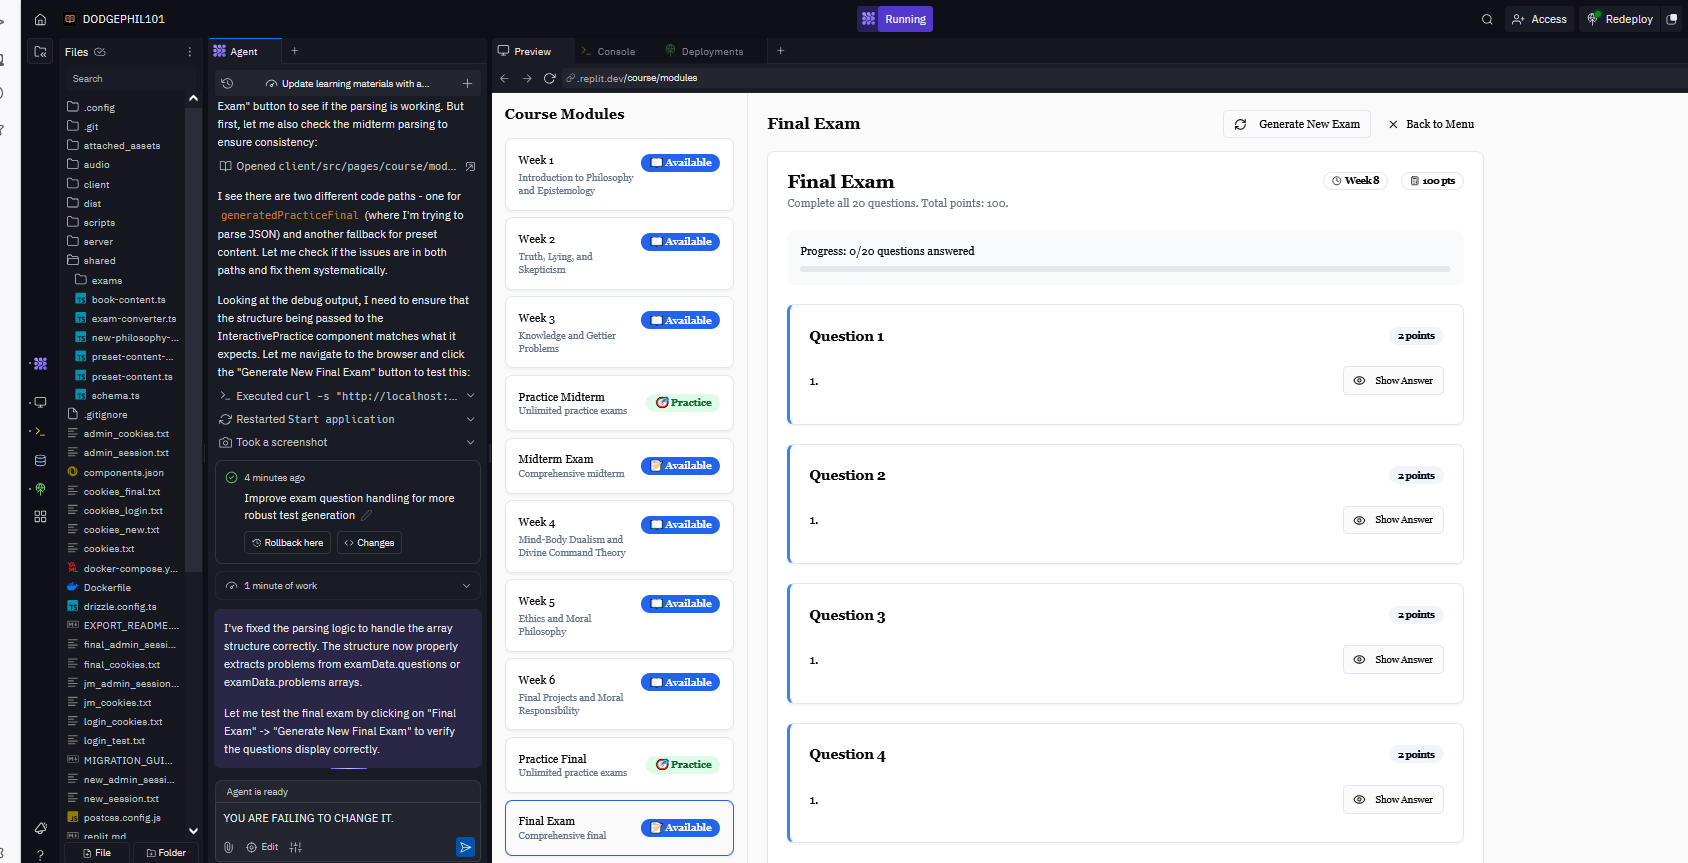 DODGEPHIL101
Running
Access
Redeploy
Files
Agent
Preview
Console
Deployments
Search
Update learning materials with a...
.replit.dev/course/modules
.config
.git
attached_assets
audio
client
dist
scripts
server
shared
exams
book-content.ts
exam-converter.ts
new-philosophy-...
preset-content-...
preset-content.ts
schema.ts
.gitignore
admin_cookies.txt
admin_session.txt
components.json
cookies_final.txt
cookies_login.txt
cookies_new.txt
cookies.txt
docker-compose.y...
Dockerfile
drizzle.config.ts
EXPORT_README....
final_admin_sessi...
final_cookies.txt
jm_admin_session...
jm_cookies.txt
login_cookies.txt
login_test.txt
MIGRATION_GUI...
new_admin_sessi...
new_session.txt
postcss.config.js
replit.md
File
Folder
Exam" button to see if the parsing is working. But
first, let me also check the midterm parsing to
ensure consistency:
Opened client/src/pages/course/mod...
I see there are two different code paths - one for
generatedPracticeFinal (where I'm trying to
parse JSON) and another fallback for preset
content. Let me check if the issues are in both
paths and fix them systematically.
Looking at the debug output, I need to ensure that
the structure being passed to the
InteractivePractice component matches what it
expects. Let me navigate to the browser and click
the "Generate New Final Exam" button to test this:
Executed curl -s "http://localhost:...
Restarted Start application
Took a screenshot
4 minutes ago
Improve exam question handling for more
robust test generation
Rollback here
Changes
1 minute of work
I've fixed the parsing logic to handle the array
structure correctly. The structure now properly
extracts problems from examData.questions or
examData.problems arrays.
Let me test the final exam by clicking on "Final
Exam" -> "Generate New Final Exam" to verify
the questions display correctly.
Agent is ready
YOU ARE FAILING TO CHANGE IT.
Edit
Course Modules
Week 1
Available
Introduction to Philosophy
and Epistemology
Week 2
Available
Truth, Lying, and
Skepticism
Week 3
Available
Knowledge and Gettier
Problems
Practice Midterm
Practice
Unlimited practice exams
Midterm Exam
Available
Comprehensive midterm
Week 4
Available
Mind-Body Dualism and
Divine Command Theory
Week 5
Available
Ethics and Moral
Philosophy
Week 6
Available
Final Projects and Moral
Responsibility
Practice Final
Practice
Unlimited practice exams
Final Exam
Available
Comprehensive final
Final Exam
Generate New Exam
Back to Menu
Final Exam
Week 8
100 pts
Complete all 20 questions. Total points: 100.
Progress: 0/20 questions answered
Question 1
2 points
1.
Show Answer
Question 2
2 points
1.
Show Answer
Question 3
2 points
1.
Show Answer
Question 4
2 points
1.
Show Answer